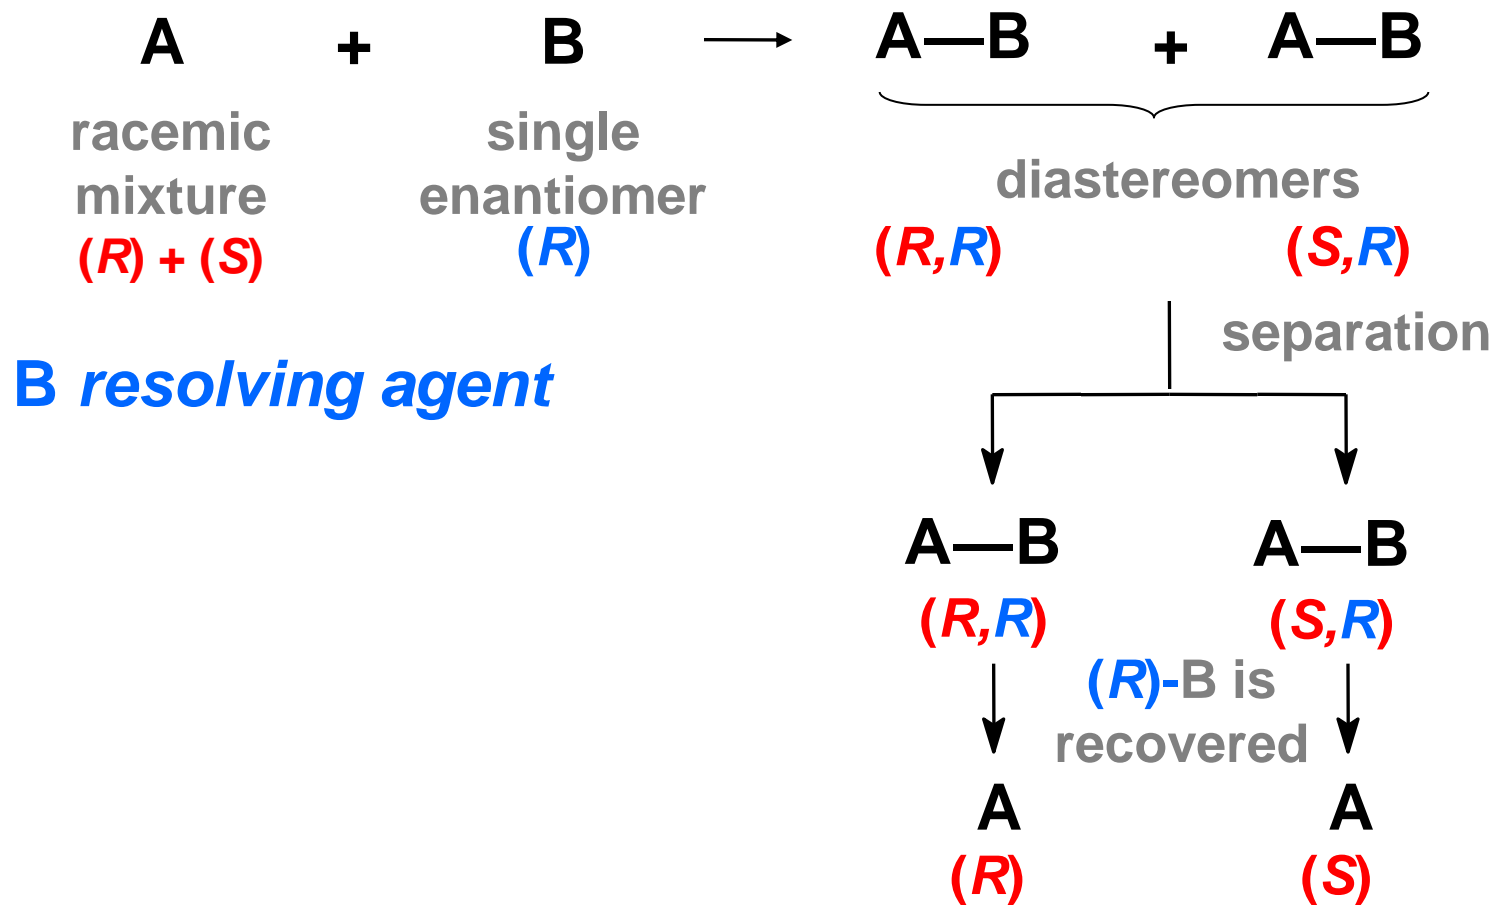 A + B A—B + A—B
racemic single
mixture enantiomer
diastereomers
(R) + (S) (R) (R,R) (S,R)
separation
B resolving agent
A—B A—B
(R,R) (S,R)
(R)-B is
recovered
A A
(R) (S)